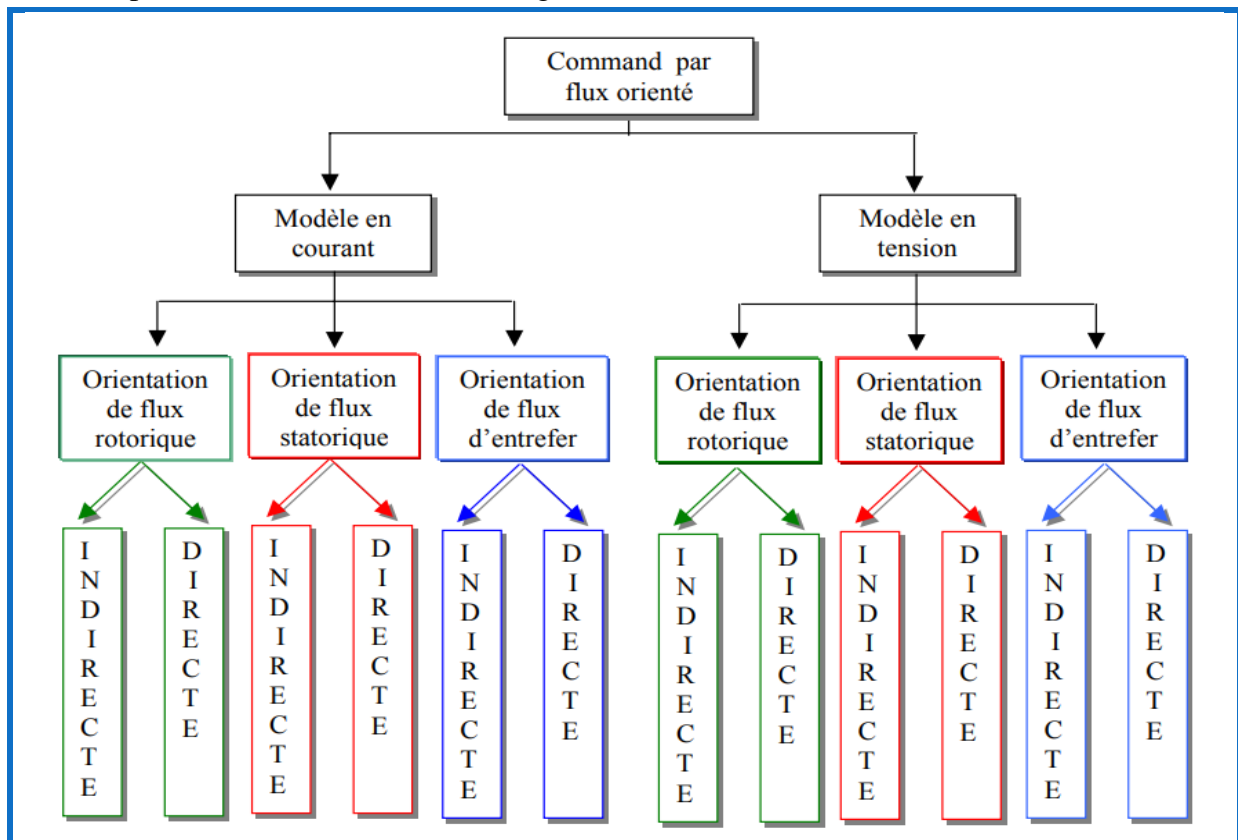 Command par
flux orienté
Modèle en
courant
Modèle en
tension
Orientation
de flux
rotorique
Orientation
de flux
statorique
Orientation
de flux
d'entrefer
Orientation
de flux
rotorique
Orientation
de flux
statorique
Orientation
de flux
d'entrefer
INDIRECTE
DIRECTE
INDIRECTE
DIRECTE
INDIRECTE
DIRECTE
INDIRECTE
DIRECTE
INDIRECTE
DIRECTE
INDIRECTE
DIRECTE